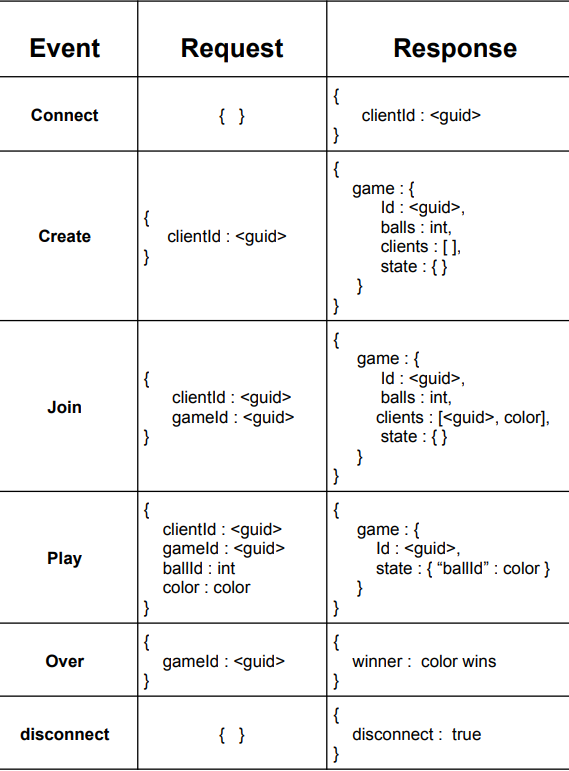 Event Request Response
Connect
{ }
{
clientId : <guid>
}
Create
{
clientId : <guid>
}
{
game : {
Id : <guid>,
balls : int,
clients : [ ],
state : { }
}
}
Join
{
clientId : <guid>
gameId : <guid>
}
{
game : {
Id : <guid>,
balls : int,
clients : [<guid>, color],
state : { }
}
}
Play
{
clientId : <guid>
gameId : <guid>
ballId : int
color : color
}
{
game : {
Id : <guid>,
state : { “ballId” : color }
}
}
Over
{
gameId : <guid>
}
{
winner : color wins
}
disconnect
{ }
{
disconnect : true
}